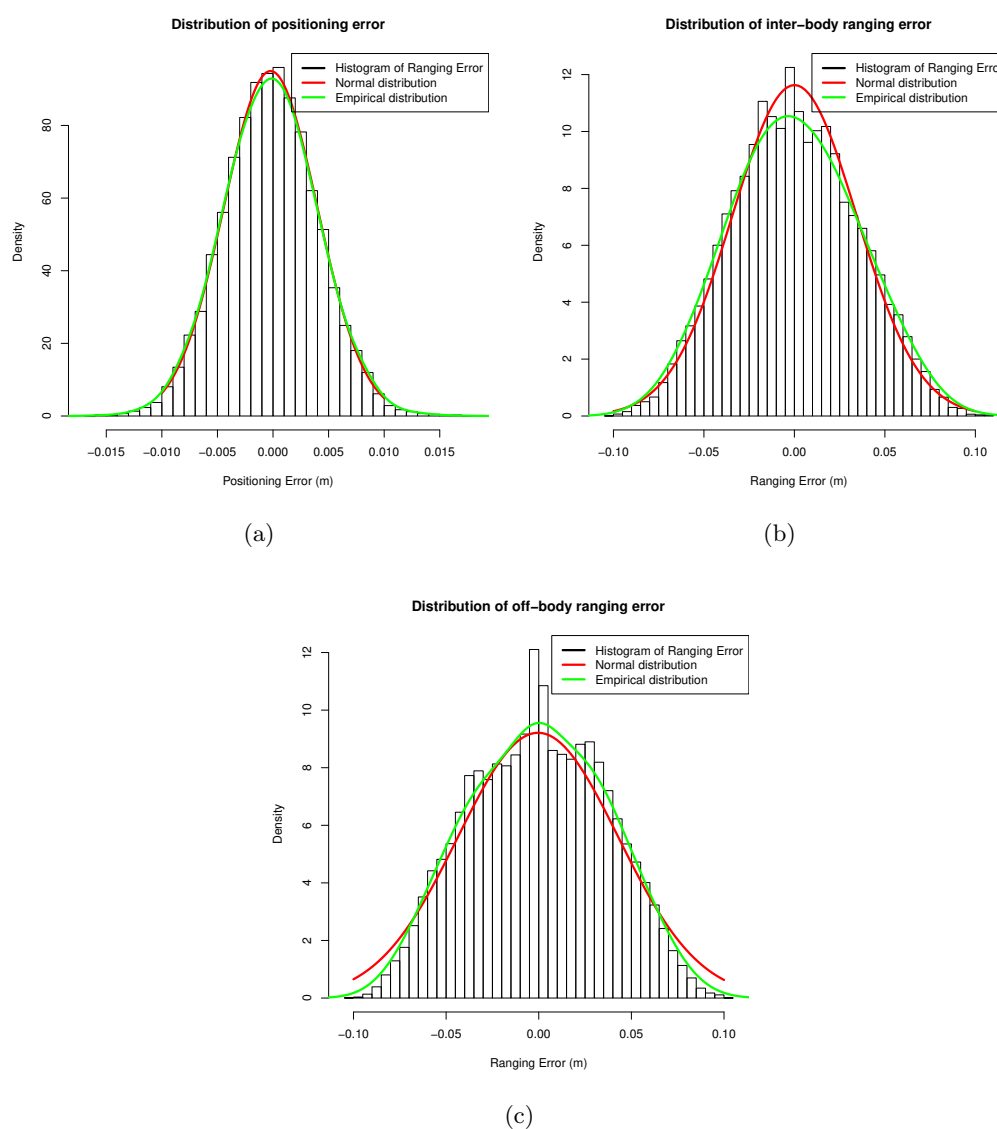 Distribution of positioning error
Histogram of Ranging Error
Normal distribution
Empirical distribution
Density
0 20 40 60 80
−0.015 −0.010 −0.005 0.000 0.005 0.010 0.015
Positioning Error (m)
(a)
Distribution of inter−body ranging error
Histogram of Ranging Error
Normal distribution
Empirical distribution
Density
0 2 4 6 8 10 12
−0.10 −0.05 0.00 0.05 0.10
Ranging Error (m)
(b)
Distribution of off−body ranging error
Histogram of Ranging Error
Normal distribution
Empirical distribution
Density
0 2 4 6 8 10 12
−0.10 −0.05 0.00 0.05 0.10
Ranging Error (m)
(c)